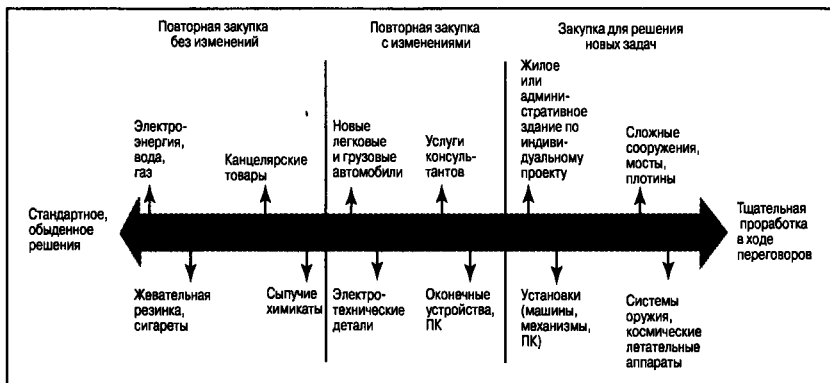 Повторная закупка
без изменений
Повторная закупка
с изменениями
Закупка для решения
новых задач
Электро-
энергия,
вода,
газ
Канцелярские
товары
Новые
легковые
и грузовые
автомобили
Услуги
консуль-
тантов
Жилое
или
админи-
стративное
здание по
индиви-
дуальному
проекту
Сложные
сооружения,
мосты,
плотины
Стандартное,
обыденное
решения
Тщательная
проработка
в ходе
переговоров
Жевательная
резинка,
сигареты
Сыпучие
химикаты
Электро-
технические
детали
Оконечные
устройства,
ПК
Установки
(машины,
механизмы,
ПК)
Системы
оружия,
космические
летательные
аппараты